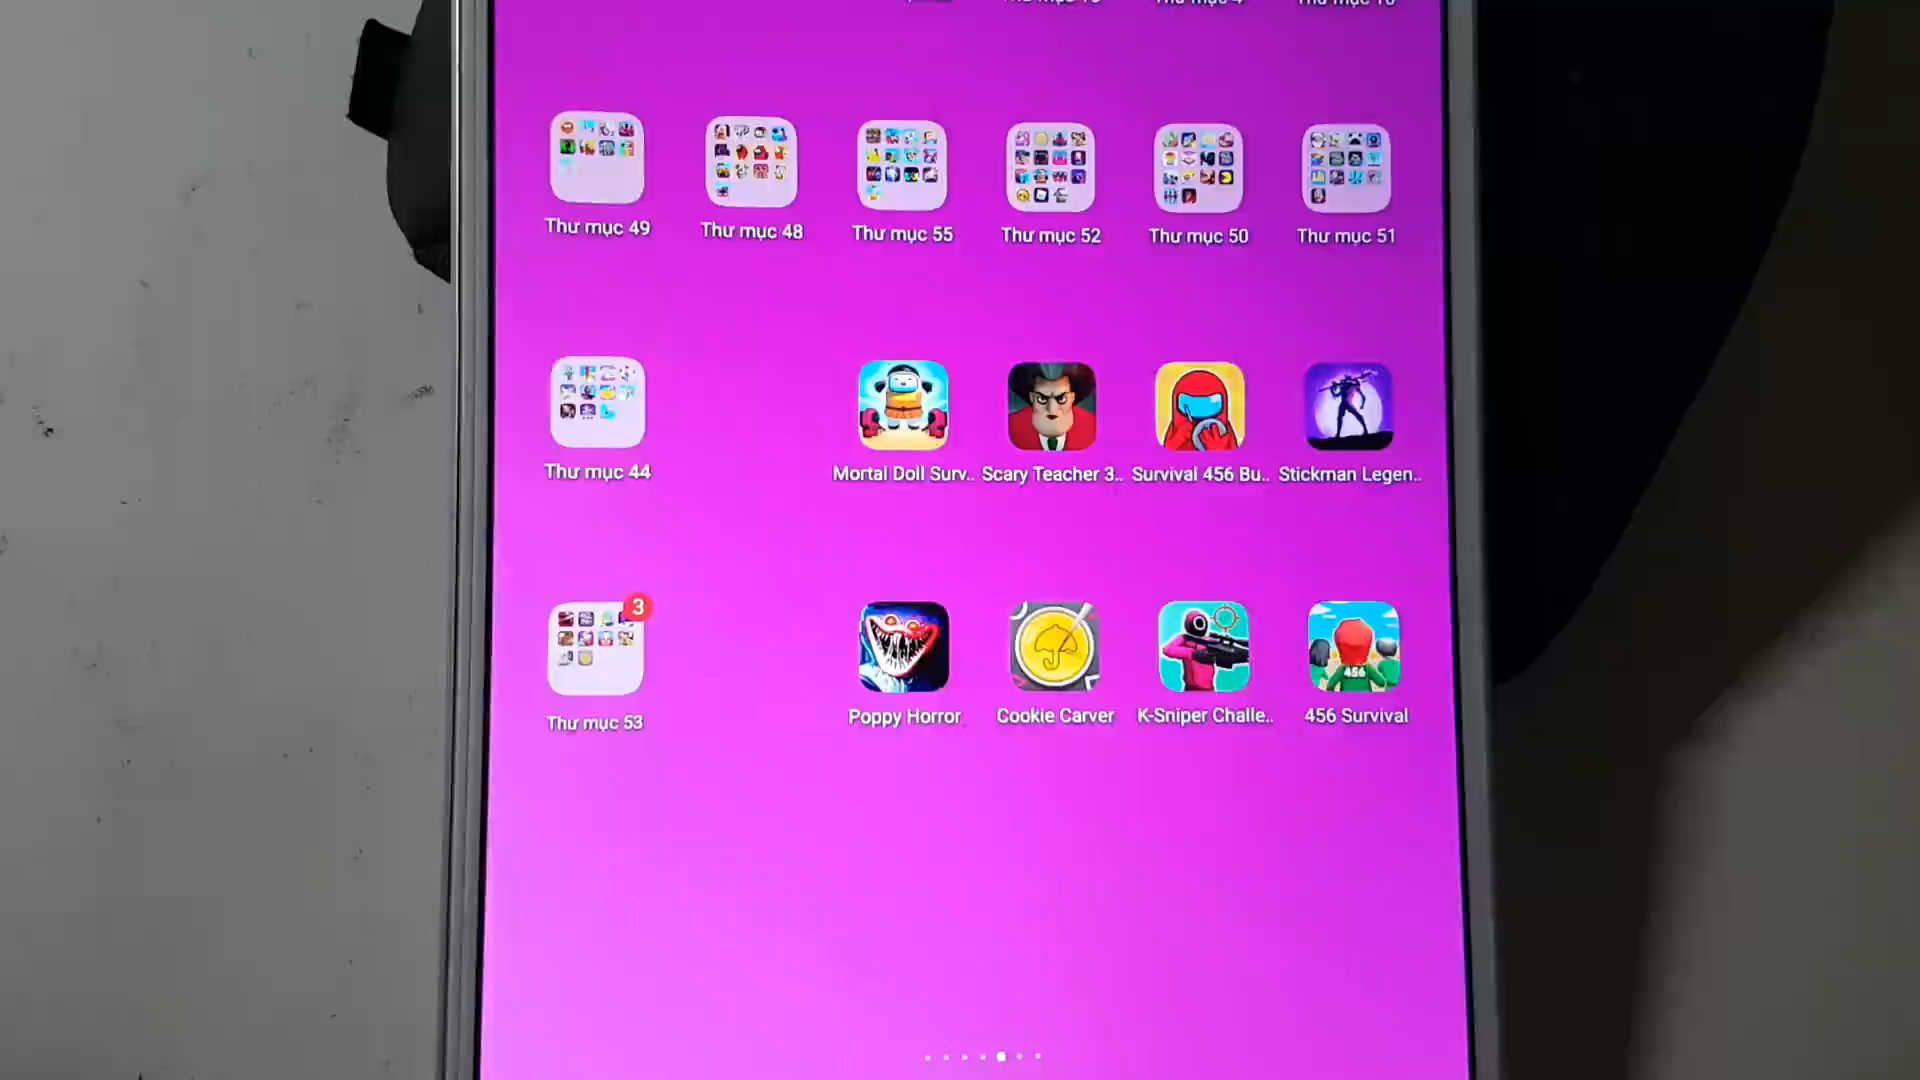 Thư mục 49 Thư mục 48 Thư mục 55 Thư mục 52 Thư mục 50 Thư mục 51
Thư mục 44 Mortal Doll Surv.. Scary Teacher 3.. Survival 456 Bu.. Stickman Legen..
456
3
Thư mục 53 Poppy Horror Cookie Carver K-Sniper Challe.. 456 Survival